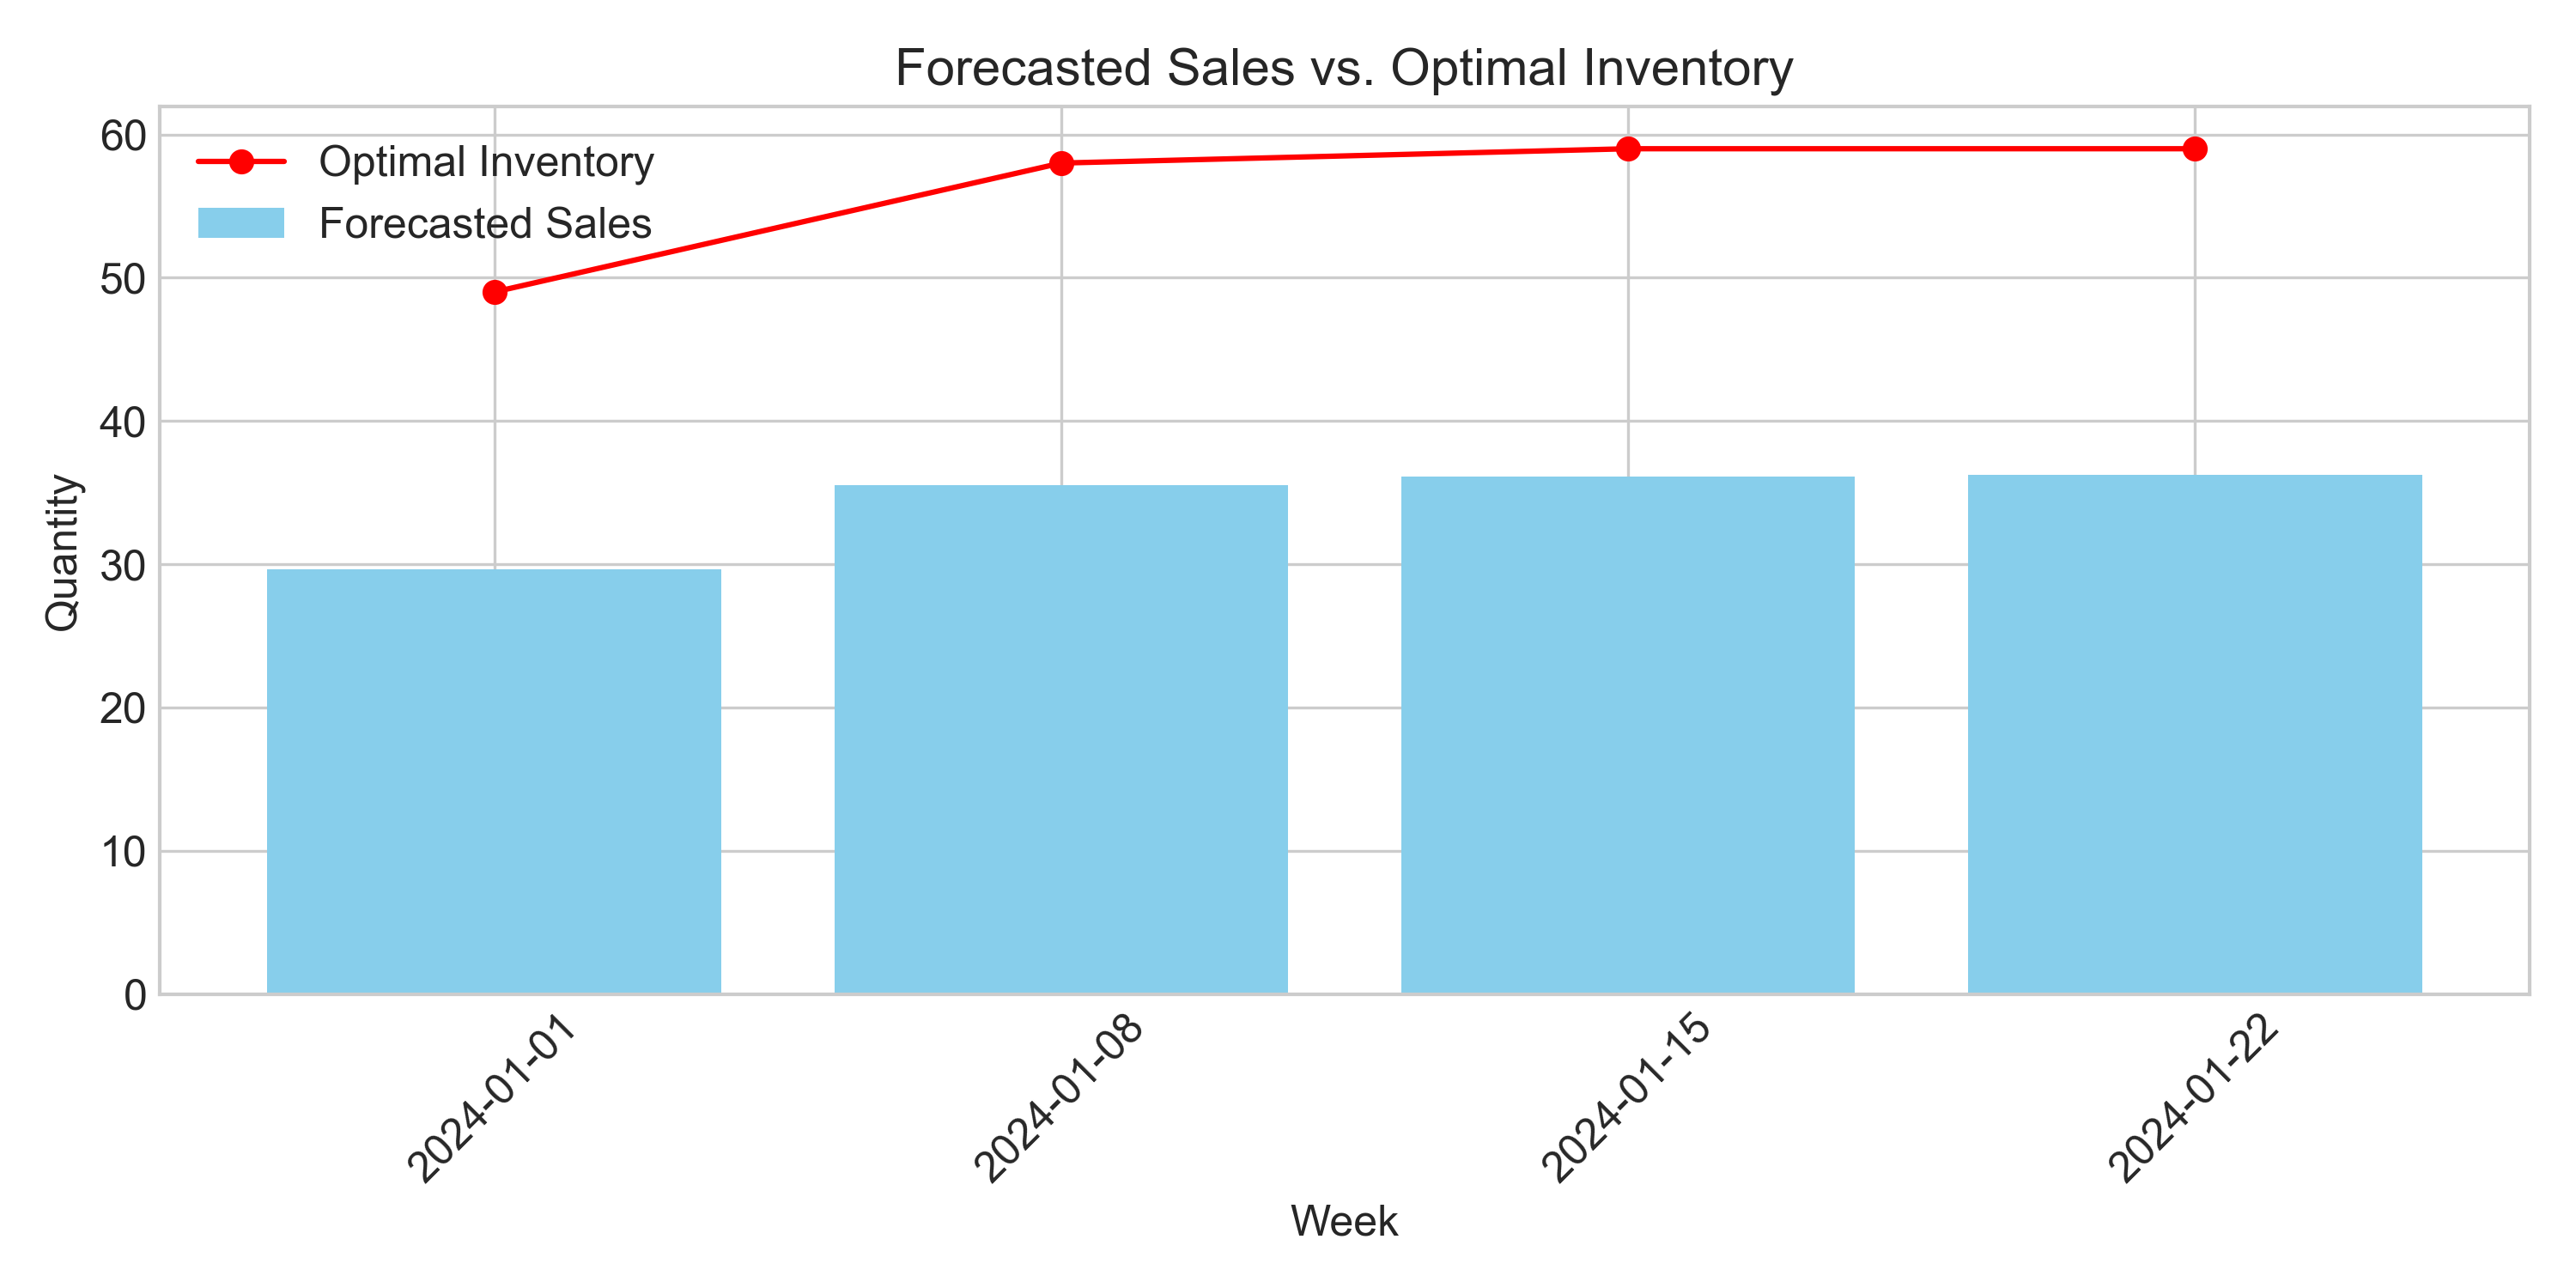 Forecasted Sales vs. Optimal Inventory
Optimal Inventory
Forecasted Sales
Quantity
60
50
40
30
20
10
0
2024-01-01
2024-01-08
2024-01-15
2024-01-22
Week